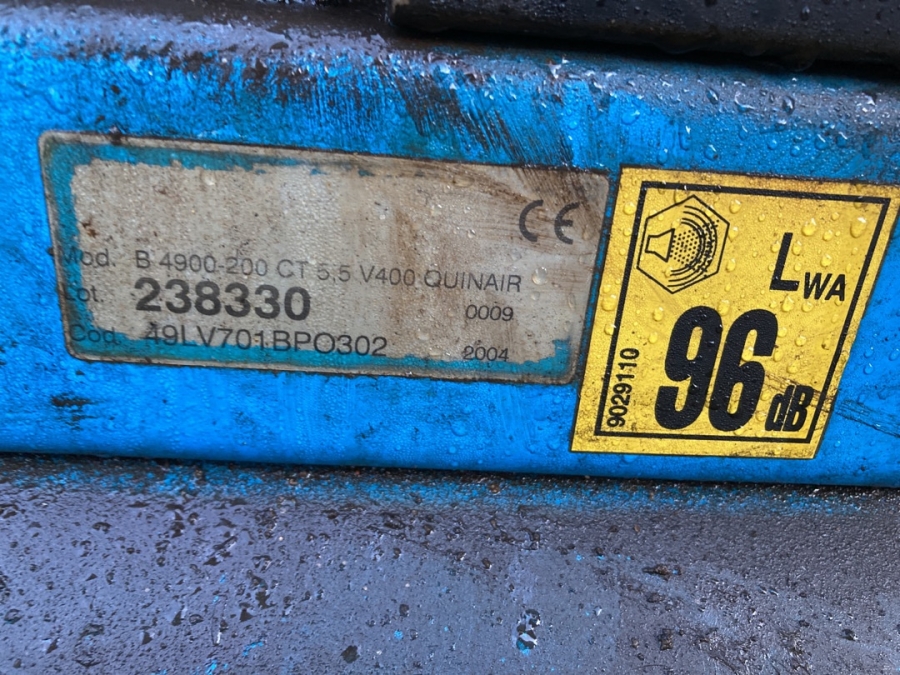 CE
Mod. B 4900-200 CT 5,5 V400 QUINAIR
Lot. 238330 0009
Cod. 49LV701BPO302 2004
LWA
96 dB
9029110